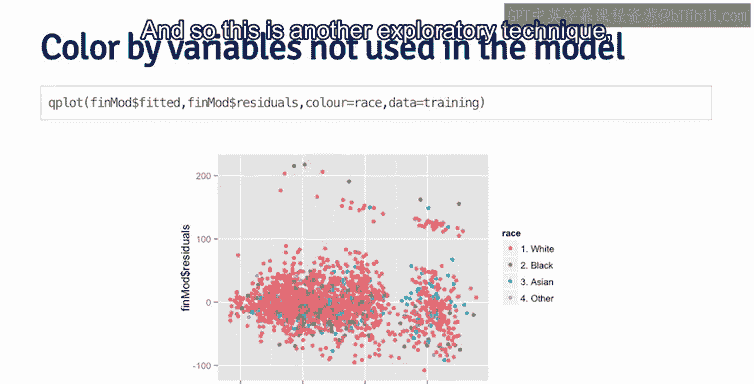 And so this is another exploratory technique,
Color by variables not used in the model
qplot(finMod$fitted,finMod$residuals,colour=race,data=training)
200
100
0
-100
finMod$residuals
race
1. White
2. Black
3. Asian
4. Other